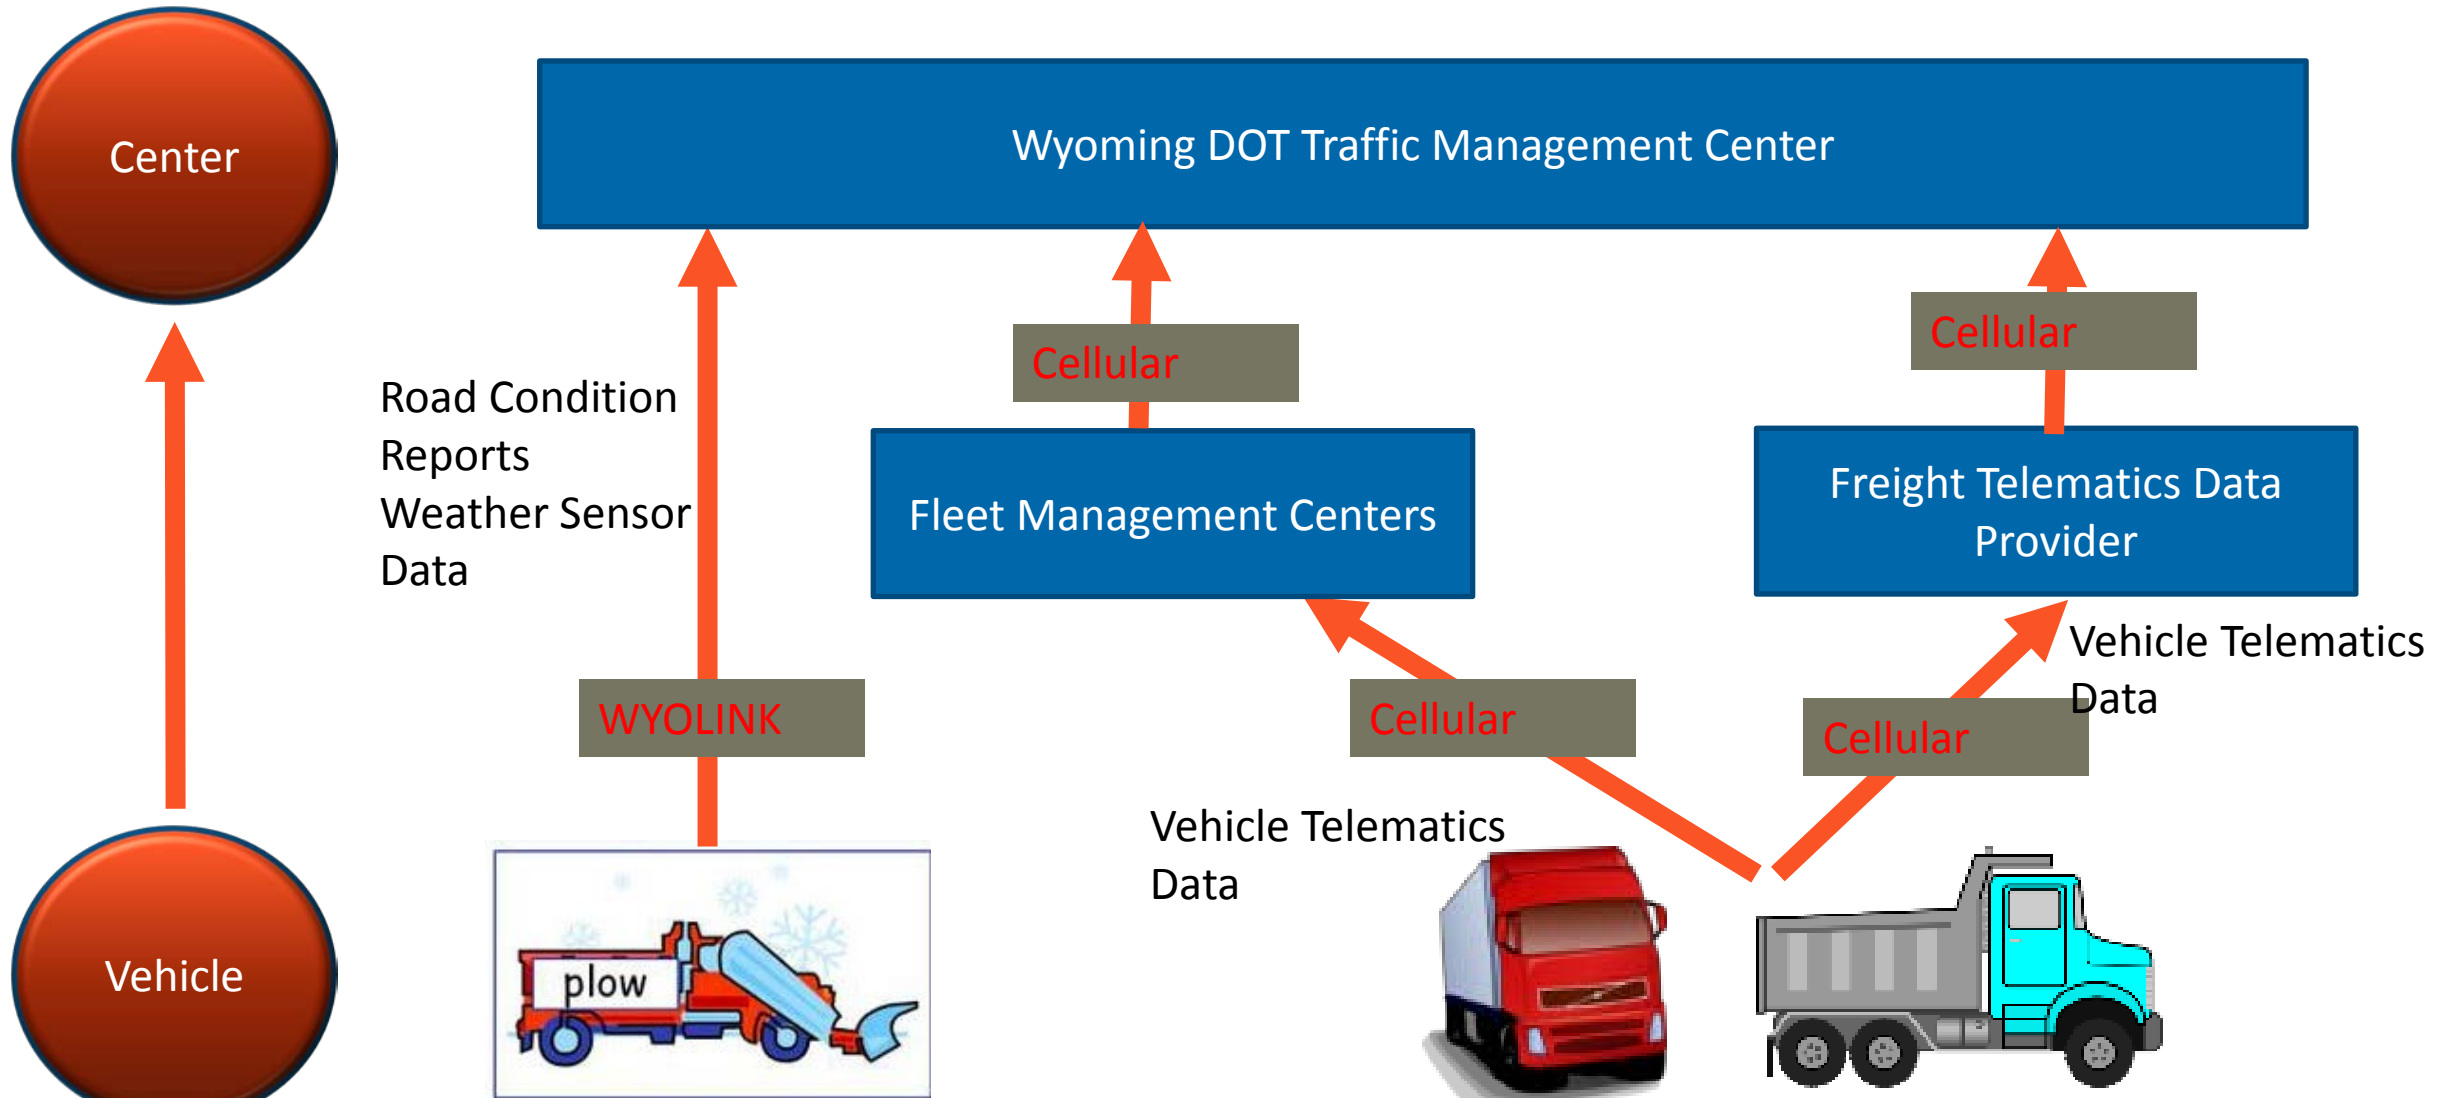 Center
Wyoming DOT Traffic Management Center
Cellular
Cellular
Road Condition
Reports
Weather Sensor
Data
Fleet Management Centers
Freight Telematics Data
Provider
Vehicle Telematics
Data
WYOLINK
Cellular
Cellular
Vehicle Telematics
Data
Vehicle
plow